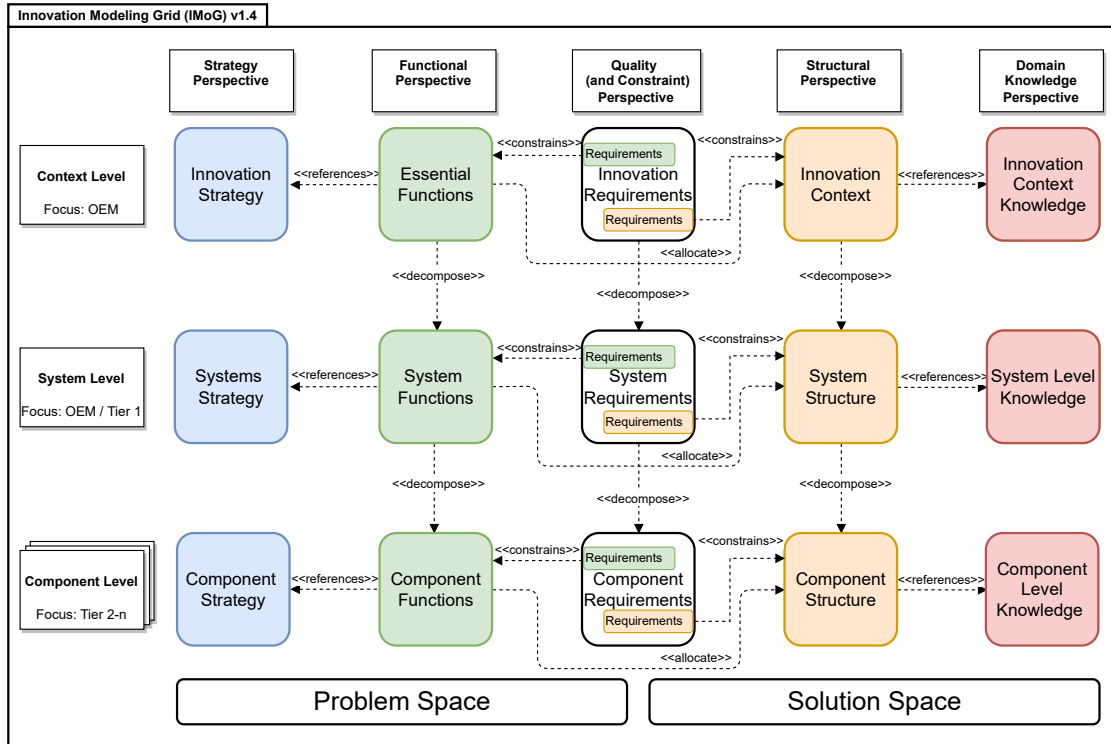 Innovation Modeling Grid (IMoG) v1.4
Strategy
Perspective
Functional
Perspective
Quality
(and Constraint)
Perspective
Structural
Perspective
Domain
Knowledge
Perspective
Context Level
Focus: OEM
Innovation
Strategy
<<references>>
Essential
Functions
<<constrains>>
Requirements
Innovation
Requirements
Requirements
<<constrains>>
<<allocate>>
Innovation
Context
<<references>>
Innovation
Context
Knowledge
<<decompose>>
<<decompose>>
<<decompose>>
System Level
Focus: OEM / Tier 1
Systems
Strategy
<<references>>
System
Functions
<<constrains>>
Requirements
System
Requirements
Requirements
<<constrains>>
<<allocate>>
System
Structure
<<references>>
System Level
Knowledge
<<decompose>>
<<decompose>>
<<decompose>>
Component Level
Focus: Tier 2-n
Component
Strategy
<<references>>
Component
Functions
<<constrains>>
Requirements
Component
Requirements
Requirements
<<constrains>>
<<allocate>>
Component
Structure
<<references>>
Component
Level
Knowledge
Problem Space
Solution Space